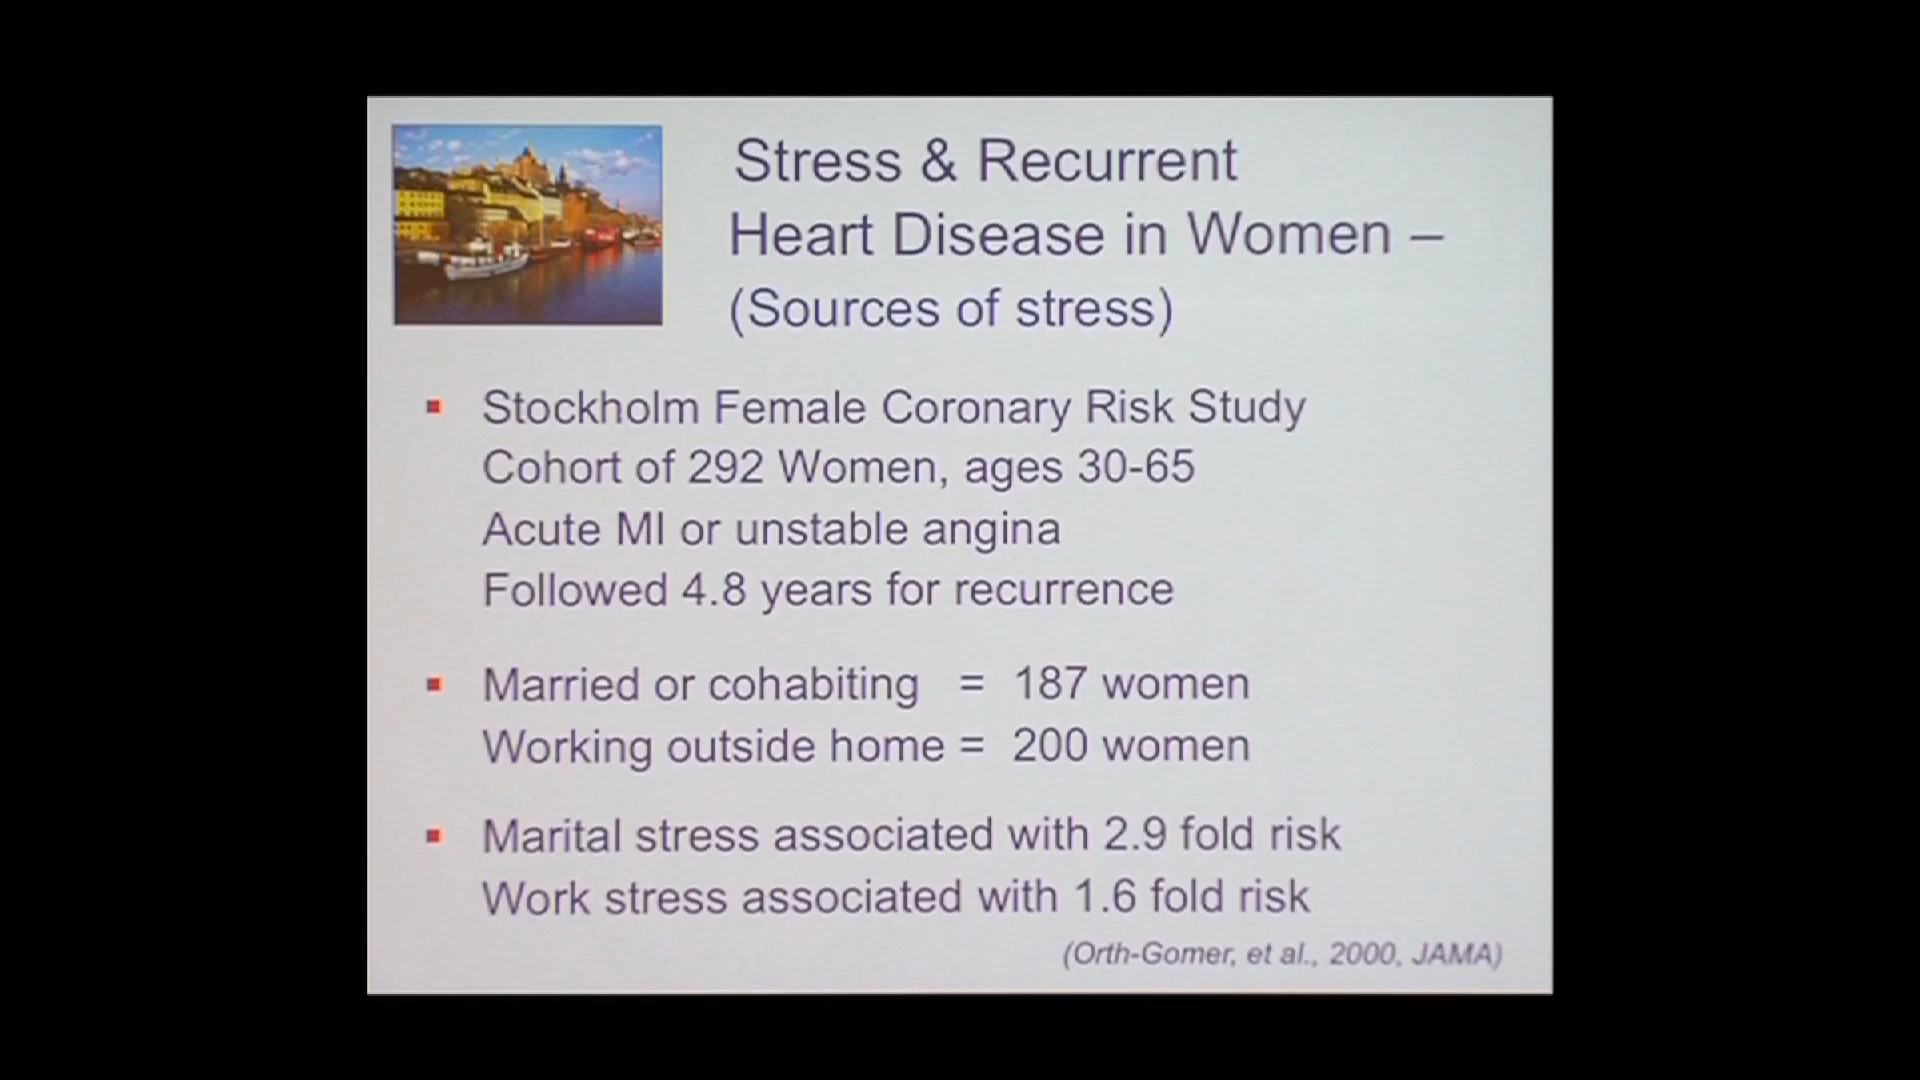 Stress & Recurrent
Heart Disease in Women –
(Sources of stress)
▪ Stockholm Female Coronary Risk Study
Cohort of 292 Women, ages 30-65
Acute MI or unstable angina
Followed 4.8 years for recurrence
▪ Married or cohabiting = 187 women
Working outside home = 200 women
▪ Marital stress associated with 2.9 fold risk
Work stress associated with 1.6 fold risk
(Orth-Gomer, et al., 2000, JAMA)